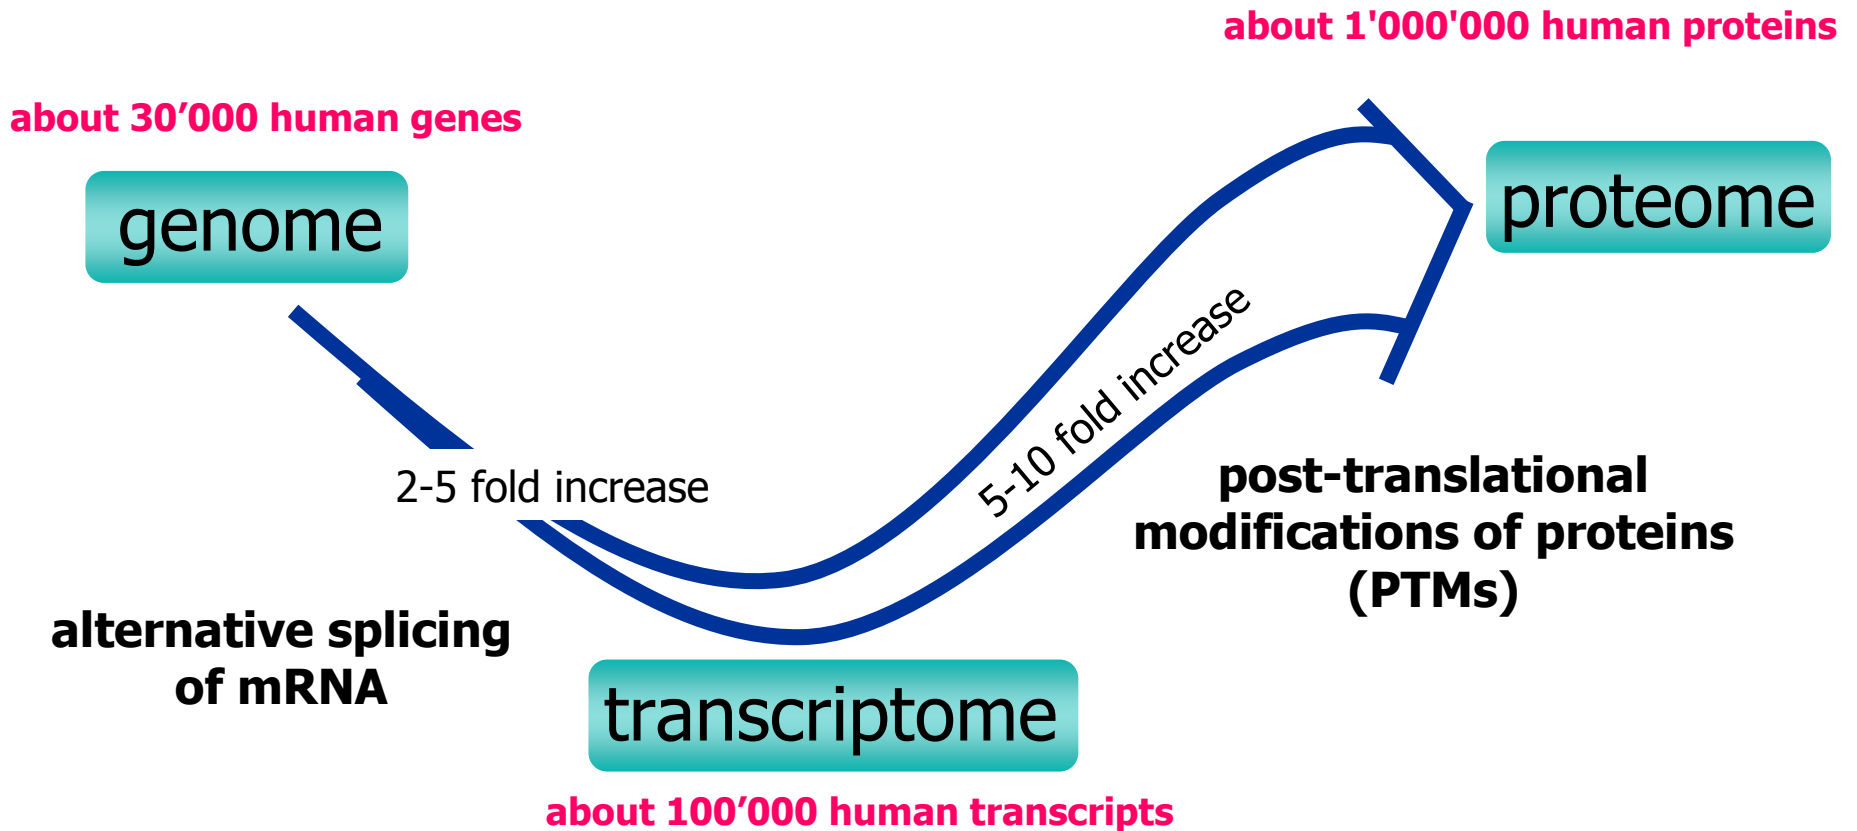 about 1'000'000 human proteins
about 30’000 human genes
genome
proteome
2-5 fold increase
5-10 fold increase
post-translational
modifications of proteins
(PTMs)
alternative splicing
of mRNA
transcriptome
about 100’000 human transcripts